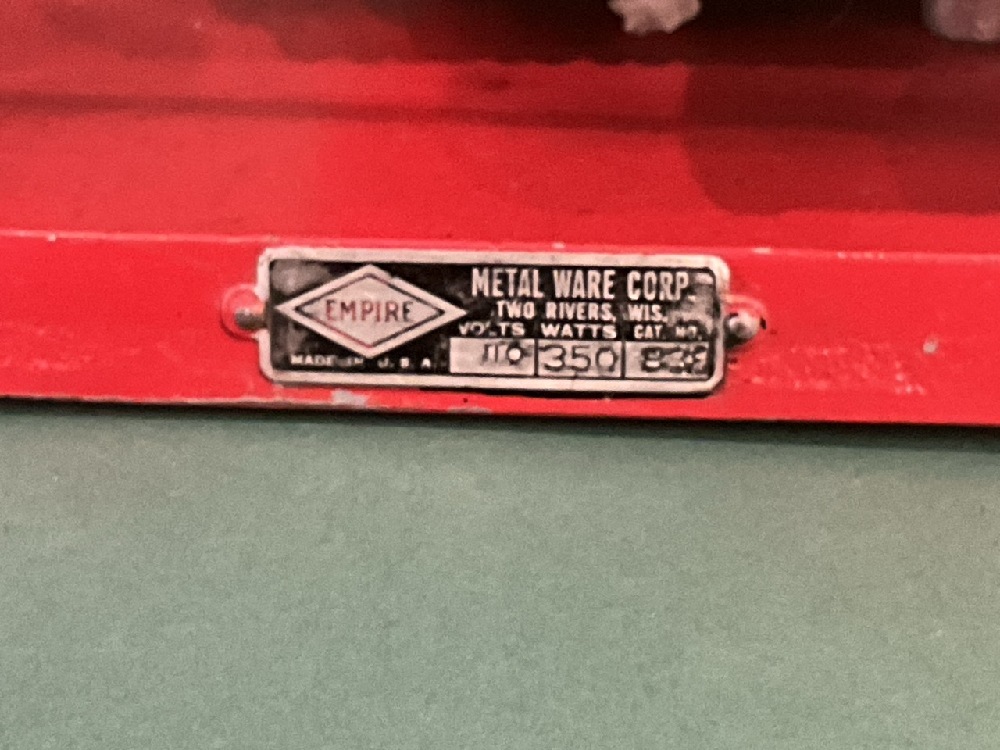 EMPIRE
MADE IN U.S.A.
METAL WARE CORP.
TWO RIVERS, WIS.
VOLTS WATTS CAT. NO.
110 350